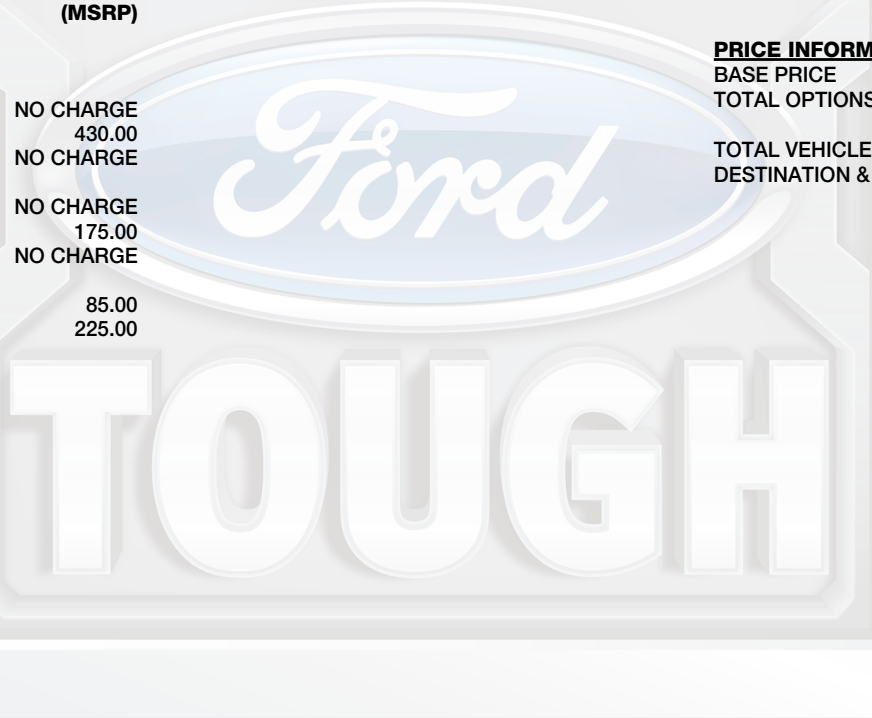 (MSRP)
NO CHARGE
430.00
NO CHARGE
NO CHARGE
175.00
NO CHARGE
85.00
225.00
PRICE INFORM
BASE PRICE
TOTAL OPTIONS
TOTAL VEHICLE
DESTINATION &
Ford
TOUGH